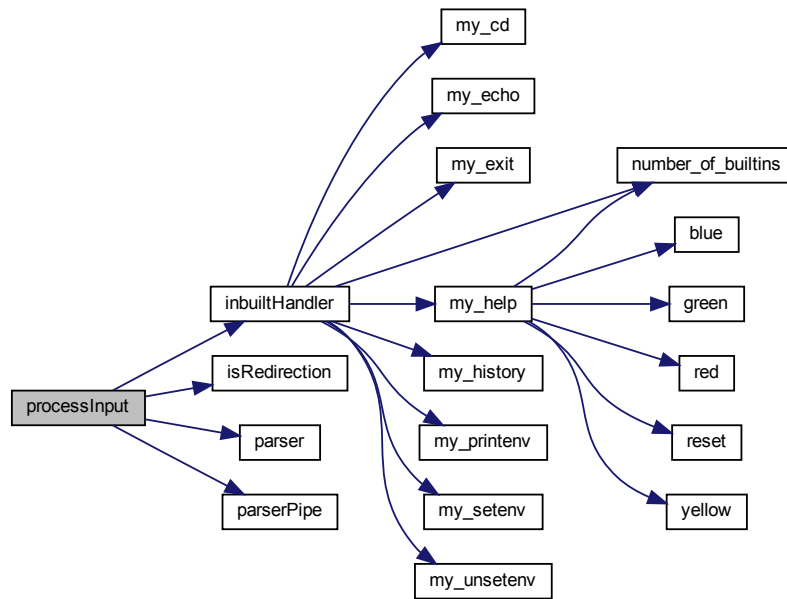 my_cd
my_echo
my_exit
number_of_builtins
blue
inbuiltHandler
my_help
green
isRedirection
my_history
red
processInput
parser
my_printenv
reset
parserPipe
my_setenv
yellow
my_unsetenv